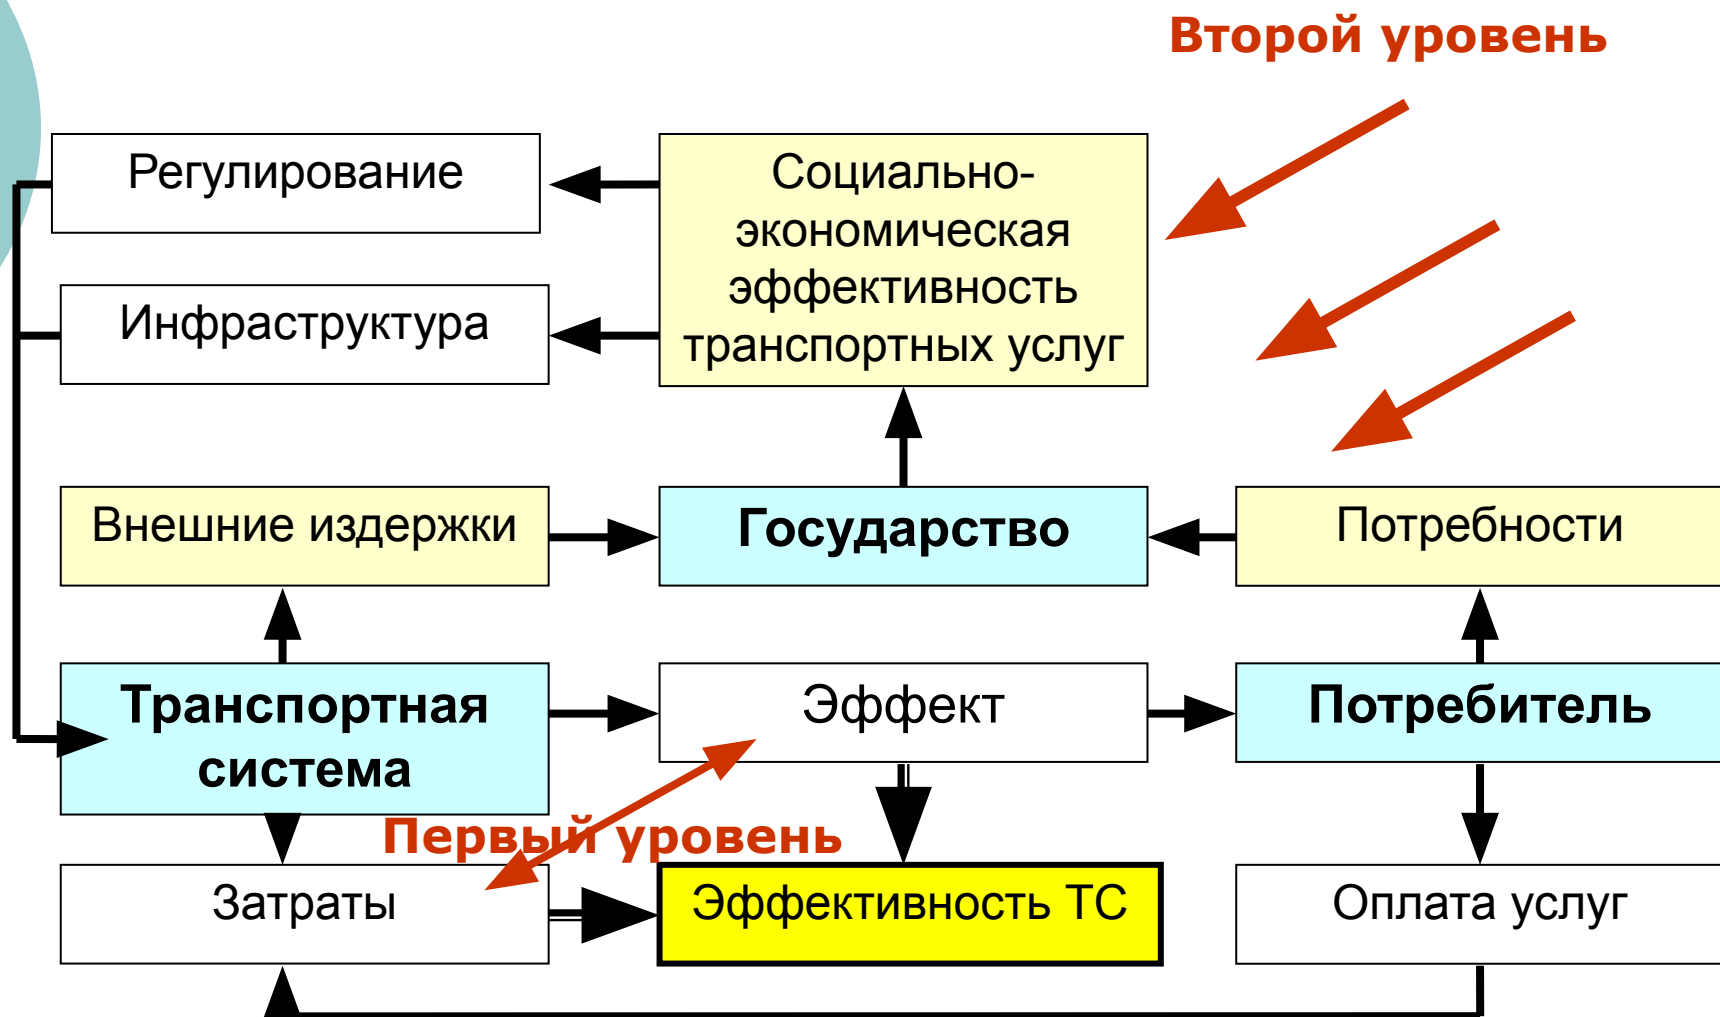 Второй уровень
Регулирование
Социально-
экономическая
эффективность
транспортных услуг
Инфраструктура
Внешние издержки
Государство
Потребности
Транспортная
система
Эффект
Потребитель
Первый уровень
Затраты
Эффективность ТС
Оплата услуг